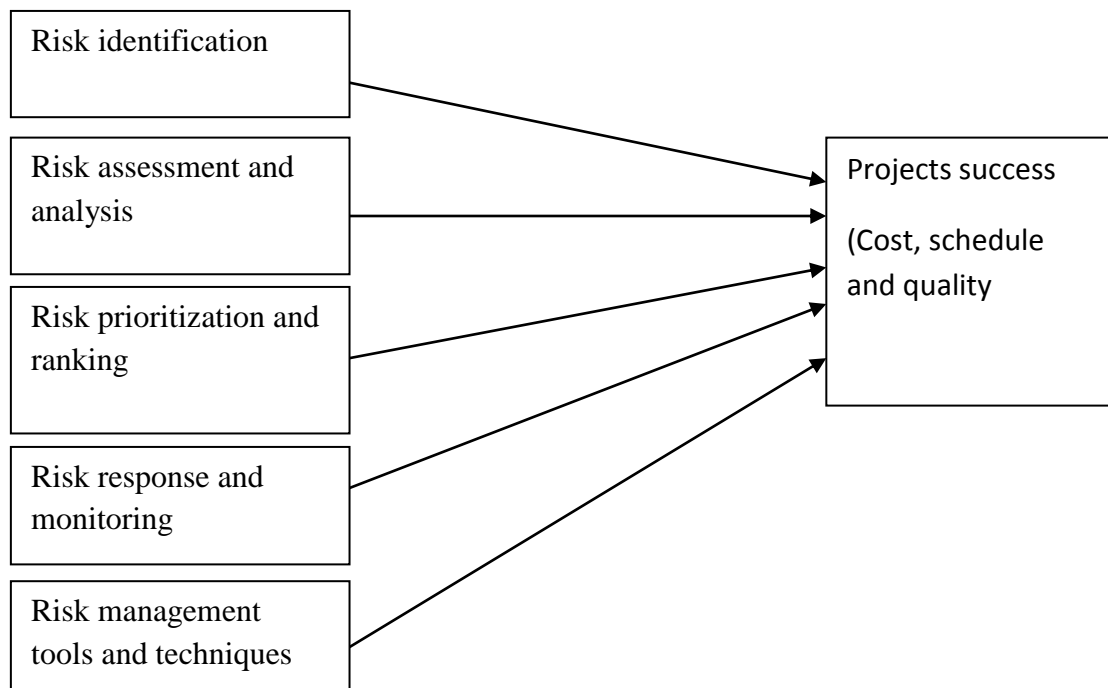 Risk identification
Risk assessment and
analysis
Risk prioritization and
ranking
Risk response and
monitoring
Risk management
tools and techniques
Projects success
(Cost, schedule
and quality